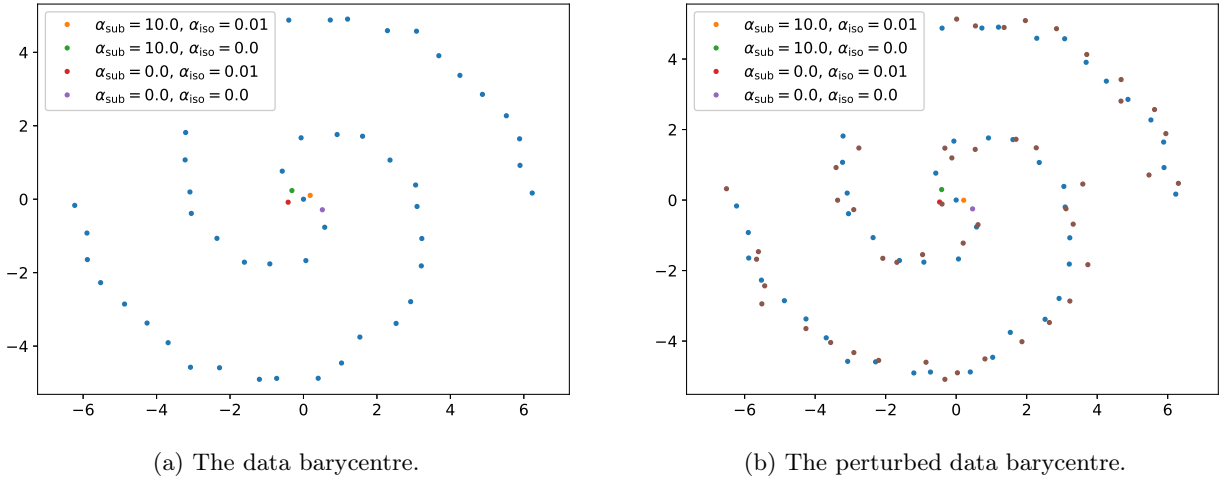 α_sub = 10.0, α_iso = 0.01
α_sub = 10.0, α_iso = 0.0
α_sub = 0.0, α_iso = 0.01
α_sub = 0.0, α_iso = 0.0
4
2
0
−2
−4
−6 −4 −2 0 2 4 6
(a) The data barycentre.
α_sub = 10.0, α_iso = 0.01
α_sub = 10.0, α_iso = 0.0
α_sub = 0.0, α_iso = 0.01
α_sub = 0.0, α_iso = 0.0
4
2
0
−2
−4
−6 −4 −2 0 2 4 6
(b) The perturbed data barycentre.